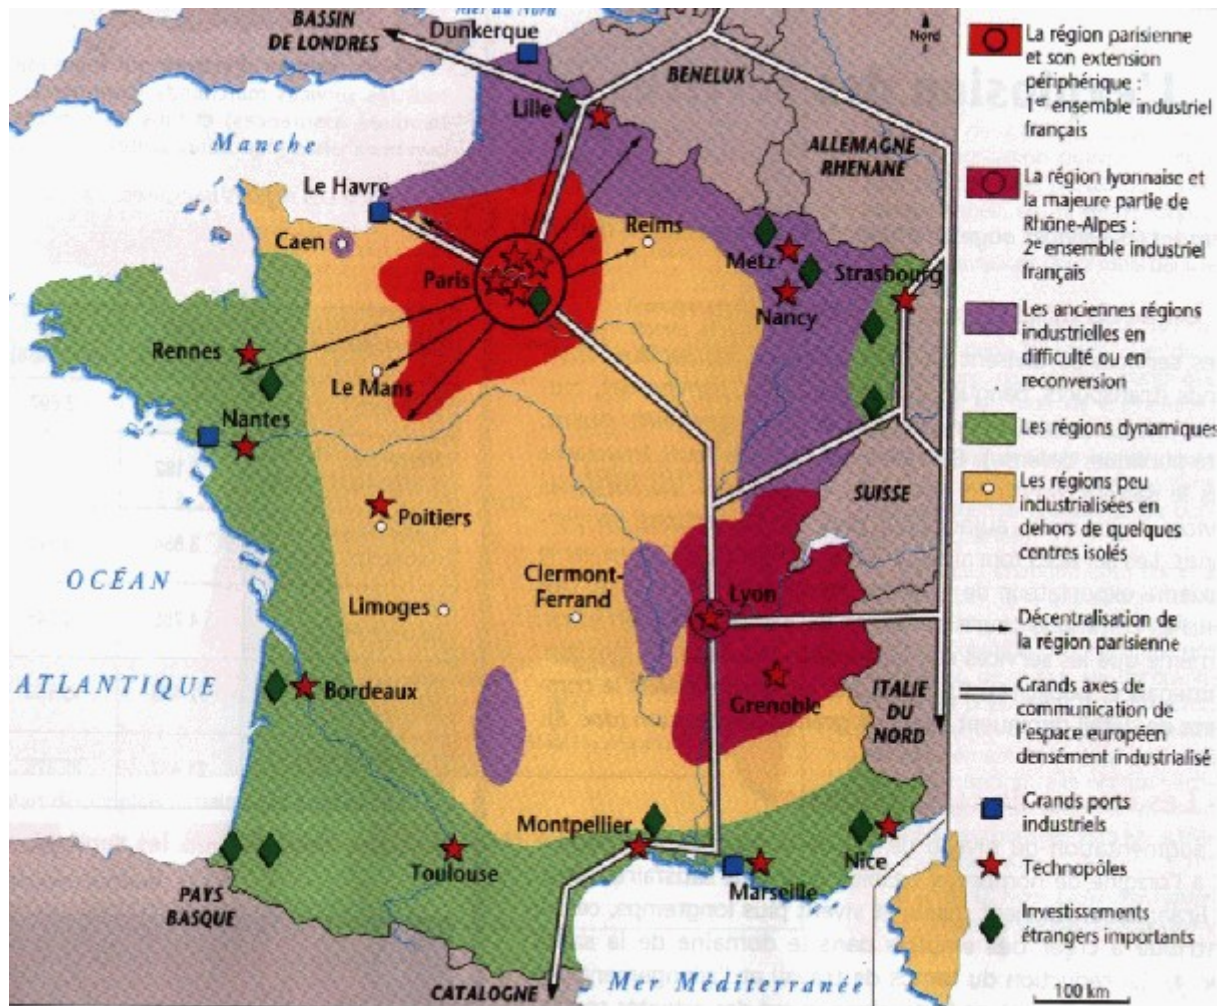 BASSIN
DE LONDRES
Mer du Nord
Dunkerque
Nord
BENELUX
Lille
ALLEMAGNE
RHENANE
Manche
Le Havre
Caen
Reims
Paris
Metz
Strasbourg
Nancy
Rennes
Le Mans
Nantes
SUISSE
Poitiers
OCÉAN
Clermont-
Ferrand
Lyon
Limoges
ATLANTIQUE
Bordeaux
Grenoble
ITALIE
DU
NORD
Montpellier
Toulouse
Nice
Marseille
PAYS
BASQUE
CATALOGNE
Mer Méditerranée
La région parisienne
et son extension
périphérique :
1er ensemble industriel
français
La région lyonnaise et
la majeure partie de
Rhône-Alpes :
2e ensemble industriel
français
Les anciennes régions
industrielles en
difficulté ou en
reconversion
Les régions dynamiques
Les régions peu
industrialisées en
dehors de quelques
centres isolés
Décentralisation de
la région parisienne
Grands axes de
communication de
l'espace européen
densément industrialisé
Grands ports
industriels
Technopôles
Investissements
étrangers importants
100 km